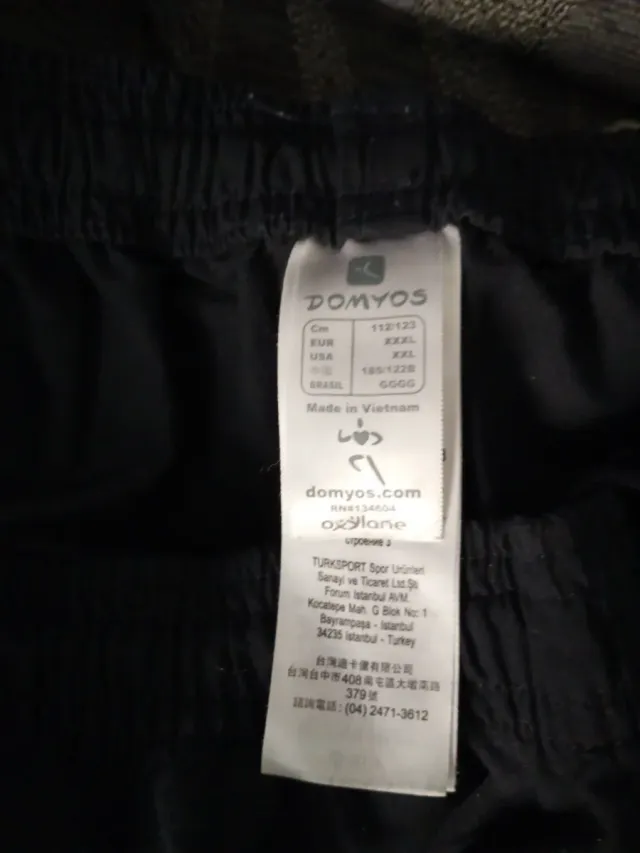 DOMYOS
Cm 112/123
EUR XXXL
USA XXL
185/122B
BRASIL GGGG
Made in Vietnam
domyos.com
RN#134604
oxylane
строение 3
TURKSPORT Spor Ürünleri
Sanayi ve Ticaret Ltd.Şti
Forum Istanbul AVM.
Kocatepe Mah. G Blok No: 1
Bayrampaşa - Istanbul
34235 Istanbul - Turkey
台灣迪卡儂有限公司
台灣台中市408南屯區大墩南路
379號
諮詢電話: (04) 2471-3612